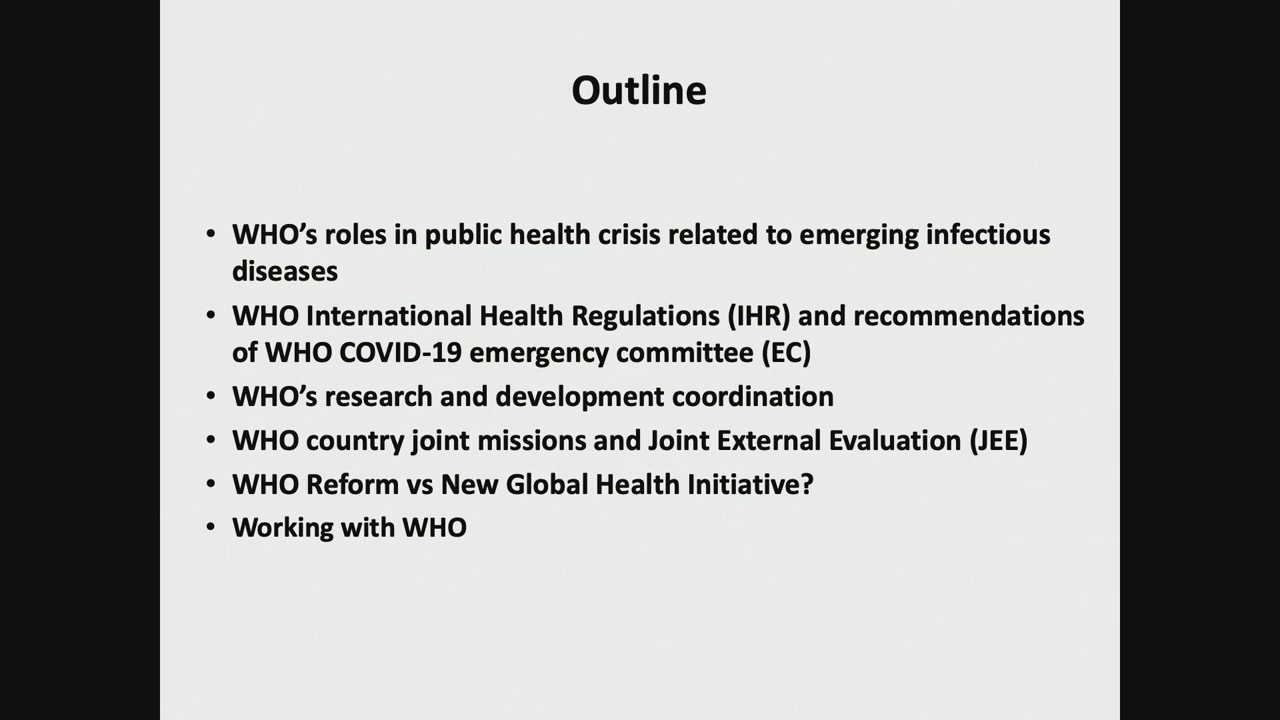 Outline
• WHO’s roles in public health crisis related to emerging infectious
diseases
• WHO International Health Regulations (IHR) and recommendations
of WHO COVID-19 emergency committee (EC)
• WHO’s research and development coordination
• WHO country joint missions and Joint External Evaluation (JEE)
• WHO Reform vs New Global Health Initiative?
• Working with WHO